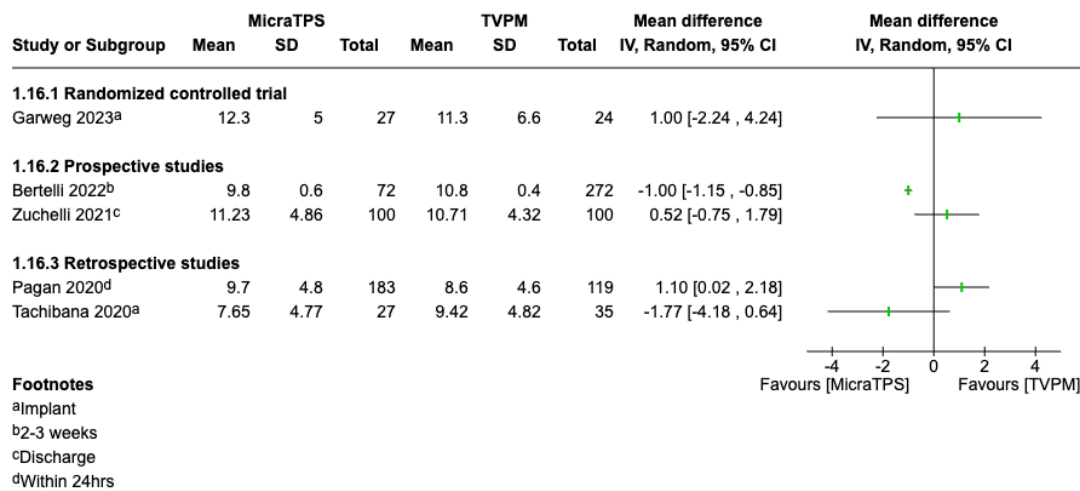 MicraTPS TVPM Mean difference Mean difference
Study or Subgroup Mean SD Total Mean SD Total IV, Random, 95% CI IV, Random, 95% CI
1.16.1 Randomized controlled trial
Garweg 2023a 12.3 5 27 11.3 6.6 24 1.00 [-2.24 , 4.24]
1.16.2 Prospective studies
Bertelli 2022b 9.8 0.6 72 10.8 0.4 272 -1.00 [-1.15 , -0.85]
Zuchelli 2021c 11.23 4.86 100 10.71 4.32 100 0.52 [-0.75 , 1.79]
1.16.3 Retrospective studies
Pagan 2020d 9.7 4.8 183 8.6 4.6 119 1.10 [0.02 , 2.18]
Tachibana 2020a 7.65 4.77 27 9.42 4.82 35 -1.77 [-4.18 , 0.64]
-4 -2 0 2 4
Favours [MicraTPS] Favours [TVPM]
Footnotes
aImplant
b2-3 weeks
cDischarge
dWithin 24hrs